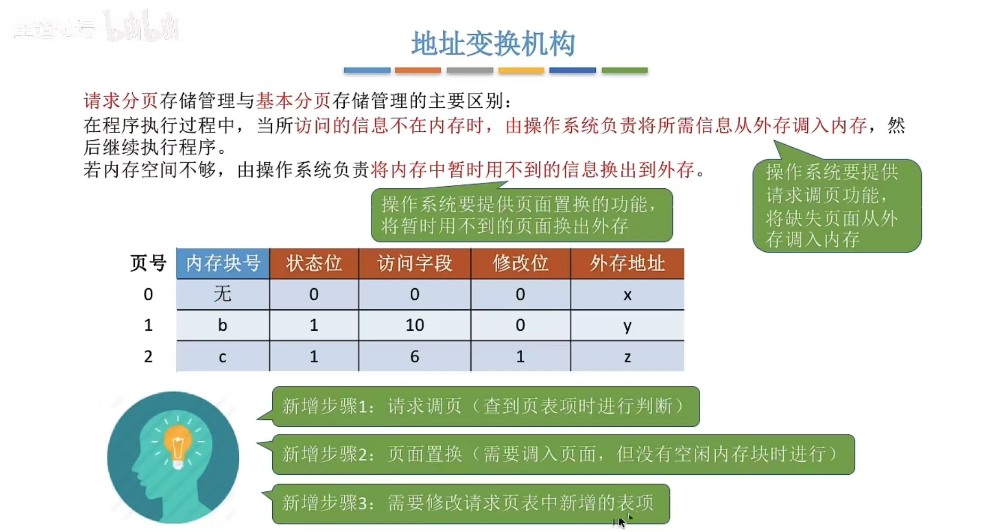 地址变换机构
请求分页存储管理与基本分页存储管理的主要区别：
在程序执行过程中，当所访问的信息不在内存时，由操作系统负责将所需信息从外存调入内存，然
后继续执行程序。
若内存空间不够，由操作系统负责将内存中暂时用不到的信息换出到外存。
操作系统要提供
请求调页功能，
将缺失页面从外
存调入内存
操作系统要提供页面置换的功能，
将暂时用不到的页面换出外存
页号 内存块号 状态位 访问字段 修改位 外存地址
0 无 0 0 0 x
1 b 1 10 0 y
2 c 1 6 1 z
新增步骤1：请求调页（查到页表项时进行判断）
新增步骤2：页面置换（需要调入页面，但没有空闲内存块时进行）
新增步骤3：需要修改请求页表中新增的表项